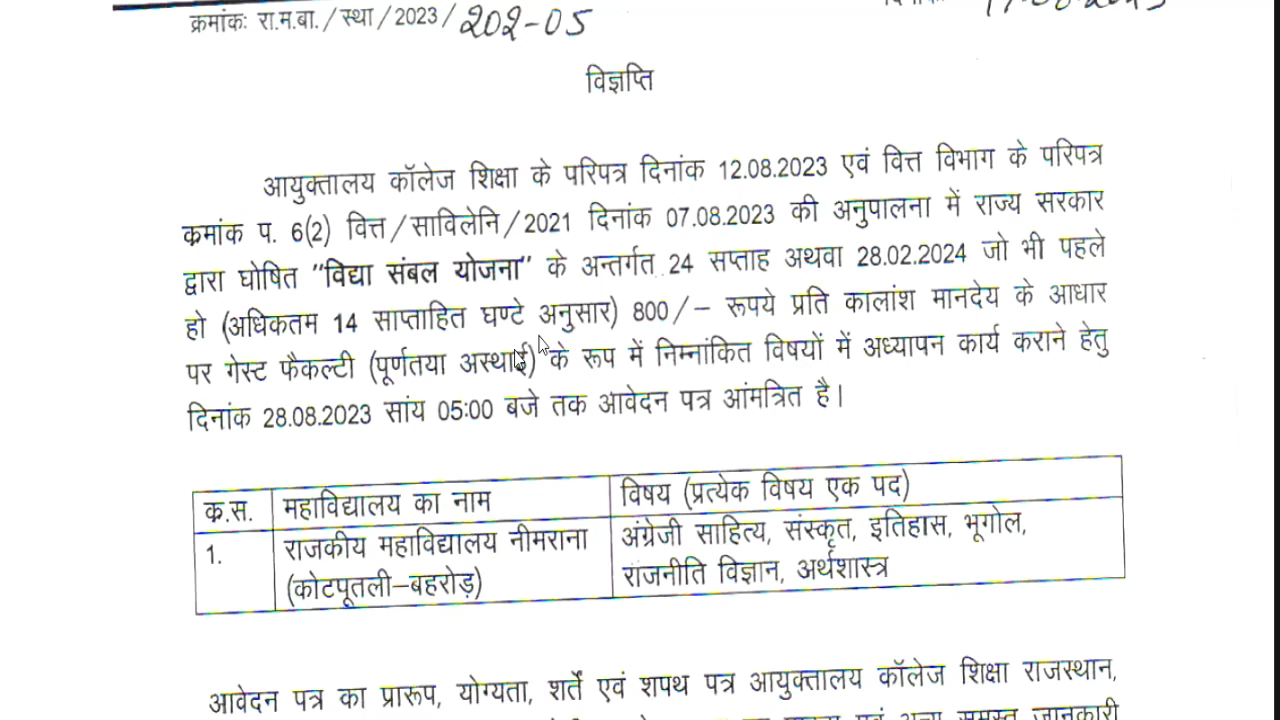 क्रमांकः रा.म.बा./स्था/2023/202-05
विज्ञप्ति
आयुक्तालय कॉलेज शिक्षा के परिपत्र दिनांक 12.08.2023 एवं वित्त विभाग के परिपत्र
क्रमांक प. 6(2) वित्त/साविलेनि/2021 दिनांक 07.08.2023 की अनुपालना में राज्य सरकार
द्वारा घोषित "विद्या संबल योजना" के अन्तर्गत 24 सप्ताह अथवा 28.02.2024 जो भी पहले
हो (अधिकतम 14 साप्ताहित घण्टे अनुसार) 800/- रूपये प्रति कालांश मानदेय के आधार
पर गेस्ट फैकल्टी (पूर्णतया अस्थाई) के रूप में निम्नांकित विषयों में अध्यापन कार्य कराने हेतु
दिनांक 28.08.2023 सांय 05:00 बजे तक आवेदन पत्र आंमत्रित है।
क.स. महाविद्यालय का नाम विषय (प्रत्येक विषय एक पद)
1. राजकीय महाविद्यालय नीमराना अंग्रेजी साहित्य, संस्कृत, इतिहास, भूगोल,
(कोटपूतली-बहरोड़) राजनीति विज्ञान, अर्थशास्त्र
आवेदन पत्र का प्रारूप, योग्यता, शर्तें एवं शपथ पत्र आयुक्तालय कॉलेज शिक्षा राजस्थान,